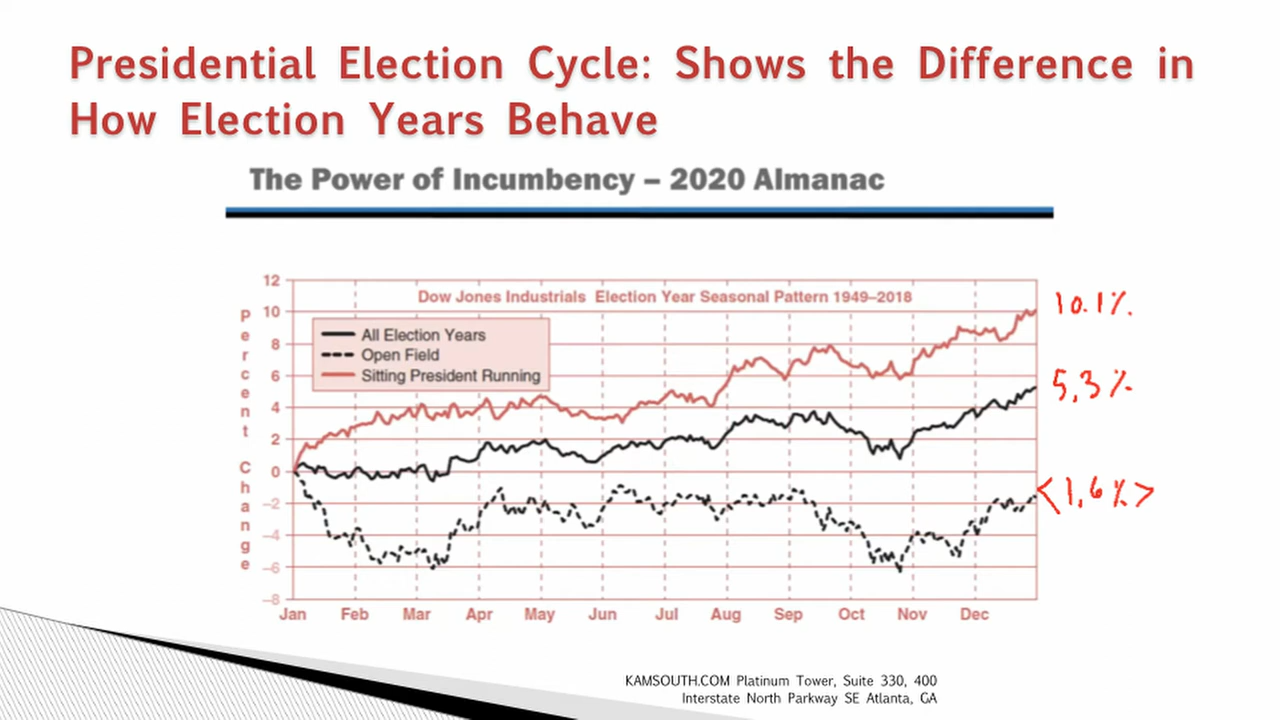 Presidential Election Cycle: Shows the Difference in
How Election Years Behave
The Power of Incumbency – 2020 Almanac
Dow Jones Industrials Election Year Seasonal Pattern 1949–2018
All Election Years
Open Field
Sitting President Running
Percent Change
12
10
8
6
4
2
0
–2
–4
–6
–8
Jan Feb Mar Apr May Jun Jul Aug Sep Oct Nov Dec
10.1%
5.3%
<1.6%>
KAMSOUTH.COM Platinum Tower, Suite 330, 400
Interstate North Parkway SE Atlanta, GA